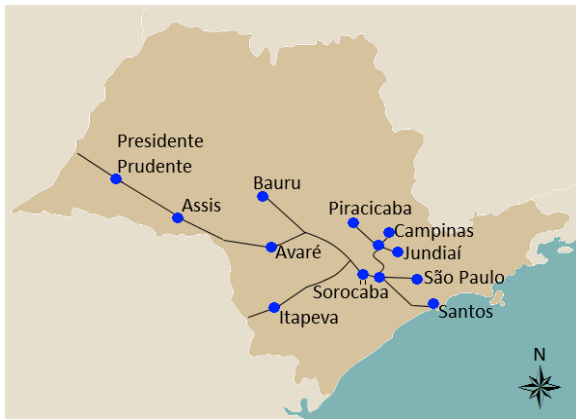 Presidente
Prudente
Assis
Bauru
Piracicaba
Campinas
Jundiaí
Avaré
São Paulo
Sorocaba
Itapeva
Santos
N